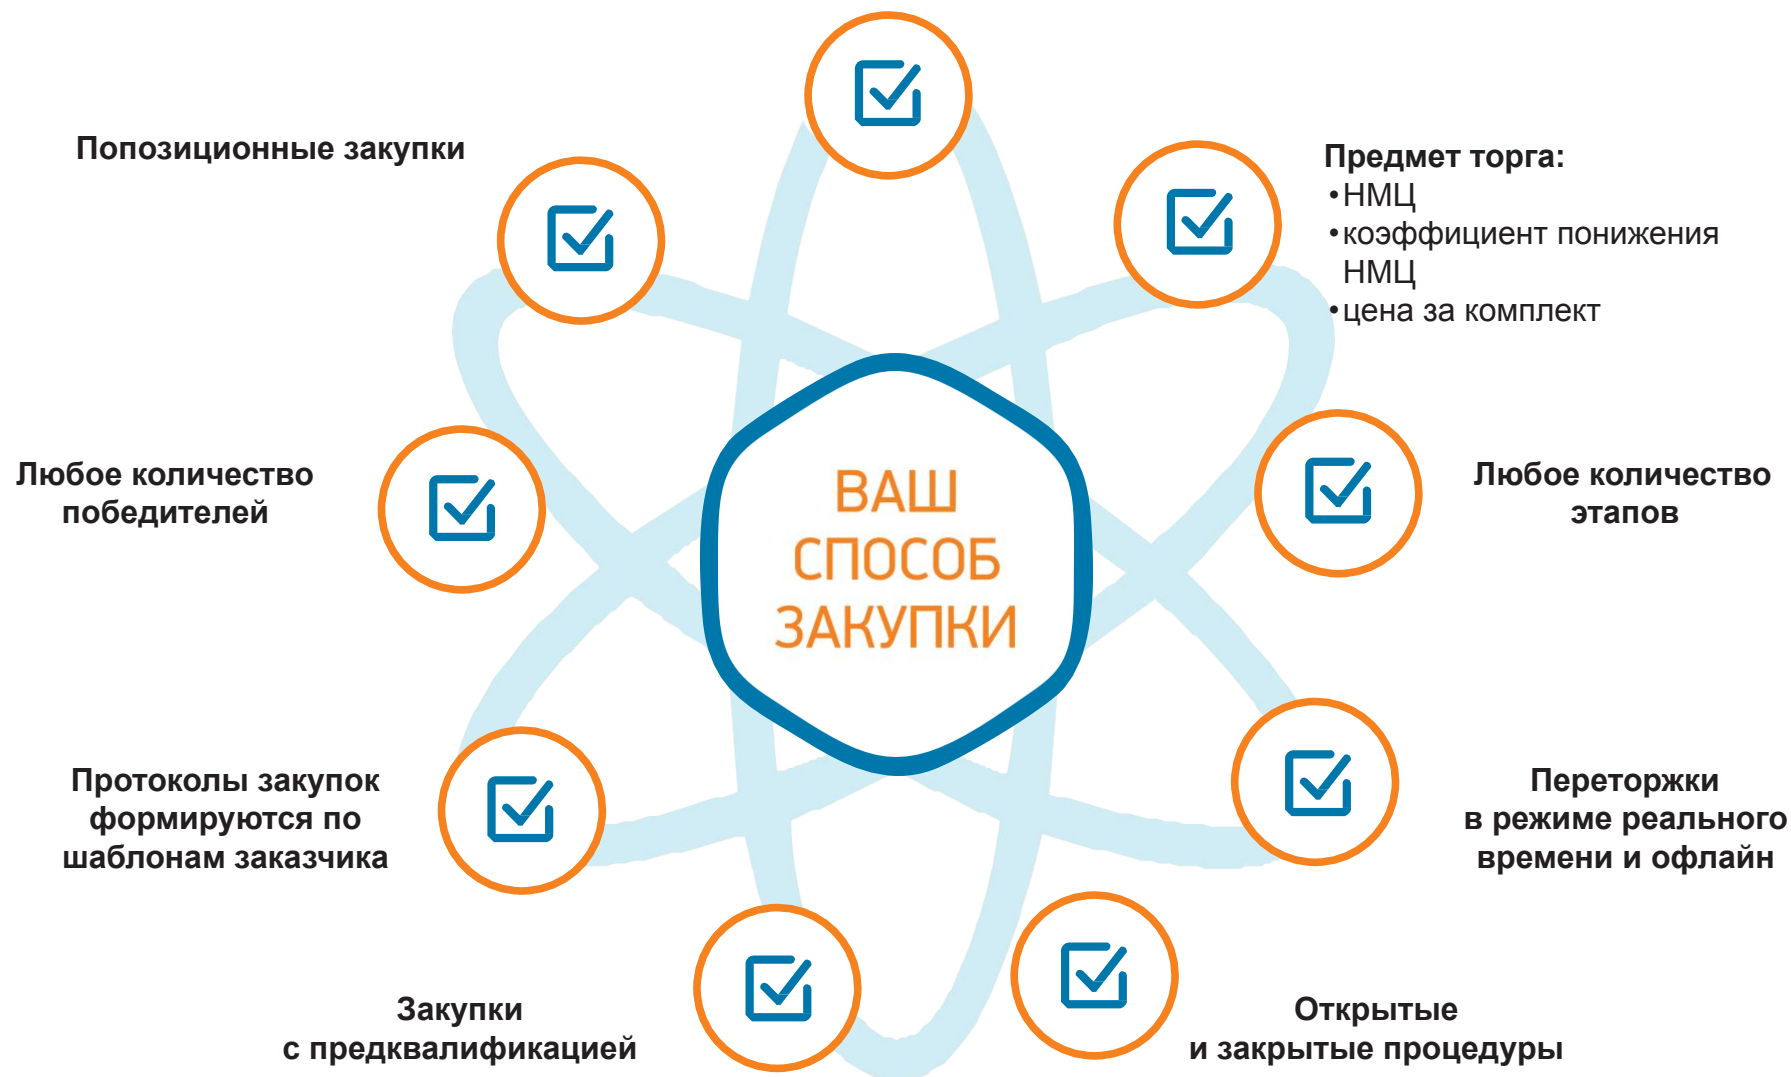 Попозиционные закупки
Предмет торга:
•НМЦ
•коэффициент понижения
НМЦ
•цена за комплект
Любое количество
победителей
ВАШ
СПОСОБ
ЗАКУПКИ
Любое количество
этапов
Протоколы закупок
формируются по
шаблонам заказчика
Переторжки
в режиме реального
времени и офлайн
Закупки
с предквалификацией
Открытые
и закрытые процедуры